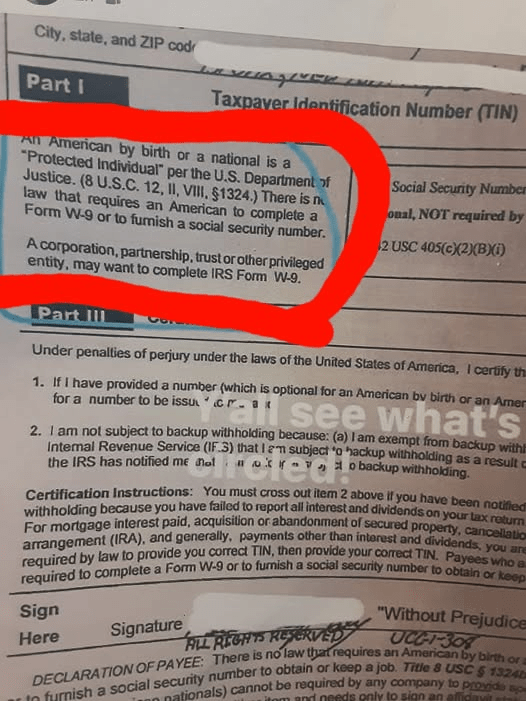 City, state, and ZIP code
Part I
Taxpayer Identification Number (TIN)
An American by birth or a national is a
"Protected Individual" per the U.S. Department of
Justice. (8 U.S.C. 12, II, VIII, §1324.) There is no
law that requires an American to complete a
Form W-9 or to furnish a social security number.
A corporation, partnership, trust or other privileged
entity, may want to complete IRS Form W-9.
Social Security Number
onal, NOT required by
2 USC 405(c)(2)(B)(i)
Part III
Under penalties of perjury under the laws of the United States of America, I certify th
1. If I have provided a number (which is optional for an American by birth or an Amer
for a number to be issu
Y'all see what's
circled!
2. I am not subject to backup withholding because: (a) I am exempt from backup withh
Internal Revenue Service (IRS) that I am subject to backup withholding as a result o
the IRS has notified me that backup withholding.
Certification Instructions: You must cross out item 2 above if you have been notified
withholding because you have failed to report all interest and dividends on your tax return
For mortgage interest paid, acquisition or abandonment of secured property, cancellatio
arrangement (IRA), and generally, payments other than interest and dividends, you are
required by law to provide you correct TIN, then provide your correct TIN. Payees who a
required to complete a Form W-9 or to furnish a social security number to obtain or keep
Sign
Here
Signature
"Without Prejudice
ALL RIGHTS RESERVED
UCC-1-308
DECLARATION OF PAYEE: There is no law that requires an American by birth or
to furnish a social security number to obtain or keep a job. Title 8 USC § 1324b
nationals) cannot be required by any company to provide
and needs only to sign an affidavit